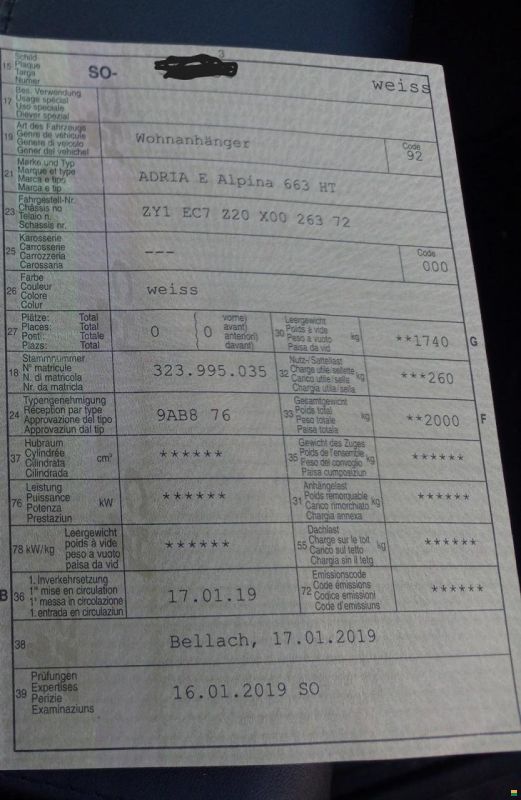 3
15 Schild
Plaque
Targa
Numer
SO-
weiss
17 Bes. Verwendung
Usage spécial
Uso speciale
Diever spezial
19 Art des Fahrzeugs
Genre de véhicule
Genere di veicolo
Gener del vehichel
Wohnanhänger
Code
92
21 Marke und Typ
Marque et type
Marca e tipo
Marca e tip
ADRIA E Alpina 663 HT
23 Fahrgestell-Nr.
Châssis no
Telaio n.
Schassis nr.
ZY1 EC7 Z20 X00 263 72
25 Karosserie
Carrosserie
Carrozzeria
Carossaria
---
Code
000
26 Farbe
Couleur
Colore
Colur
weiss
27 Plätze: Total
Places: Total
Posti: Totale
Plazs: Total
0
{ 0
vorne)
avant)
anteriori)
davant)
30 Leergewicht
Poids à vide
Peso a vuoto
Paisa da vid
kg
**1740
G
18 Stammnummer
N° matricule
N. di matricola
Nr. da matricla
323.995.035
32 Nutz-/Sattellast
Charge utile/sellette
Carico utile/sella
Chargia utila/sella
kg
***260
24 Typengenehmigung
Réception par type
Approvazione del tipo
Approvaziun dal tip
9AB8 76
33 Gesamtgewicht
Poids total
Peso totale
Paisa totala
kg
**2000
F
37 Hubraum
Cylindrée
Cilindrata
Cilindrada
cm³
******
35 Gewicht des Zuges
Poids de l'ensemble
Peso del convoglio
Paisa cumposiziun
kg
******
76 Leistung
Puissance
Potenza
Prestaziun
kW
******
31 Anhängelast
Poids remorquable
Carico rimorchiato
Chargia annexa
kg
******
78 kW/kg
Leergewicht
poids à vide
peso a vuoto
paisa da vid
******
55 Dachlast
Charge sur le toit
Carico sul tetto
Chargia sin il tetg
kg
******
B 36 1. Inverkehrsetzung
1re mise en circulation
1a messa in circolazione
1. entrada en circulaziun
17.01.19
72 Emissionscode
Code émissions
Codice emissioni
Code d'emissiuns
******
38
Bellach, 17.01.2019
39 Prüfungen
Expertises
Perizie
Examinaziuns
16.01.2019 SO